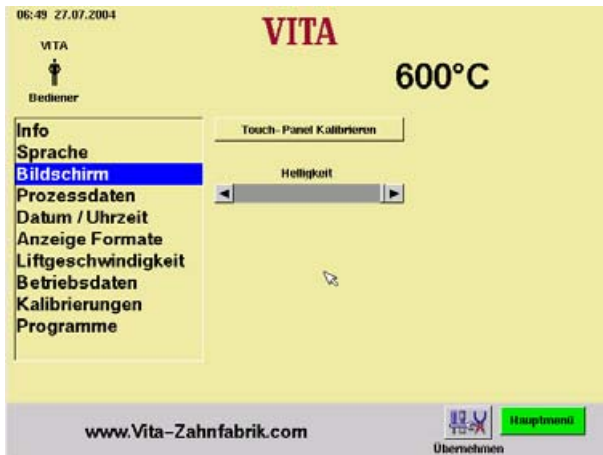 06:49 27.07.2004
VITA
VITA
600°C
Bediener
Info
Sprache
Bildschirm
Prozessdaten
Datum / Uhrzeit
Anzeige Formate
Liftgeschwindigkeit
Betriebsdaten
Kalibrierungen
Programme
Touch-Panel Kalibrieren
Helligkeit
www.Vita-Zahnfabrik.com
Übernehmen
Hauptmenü